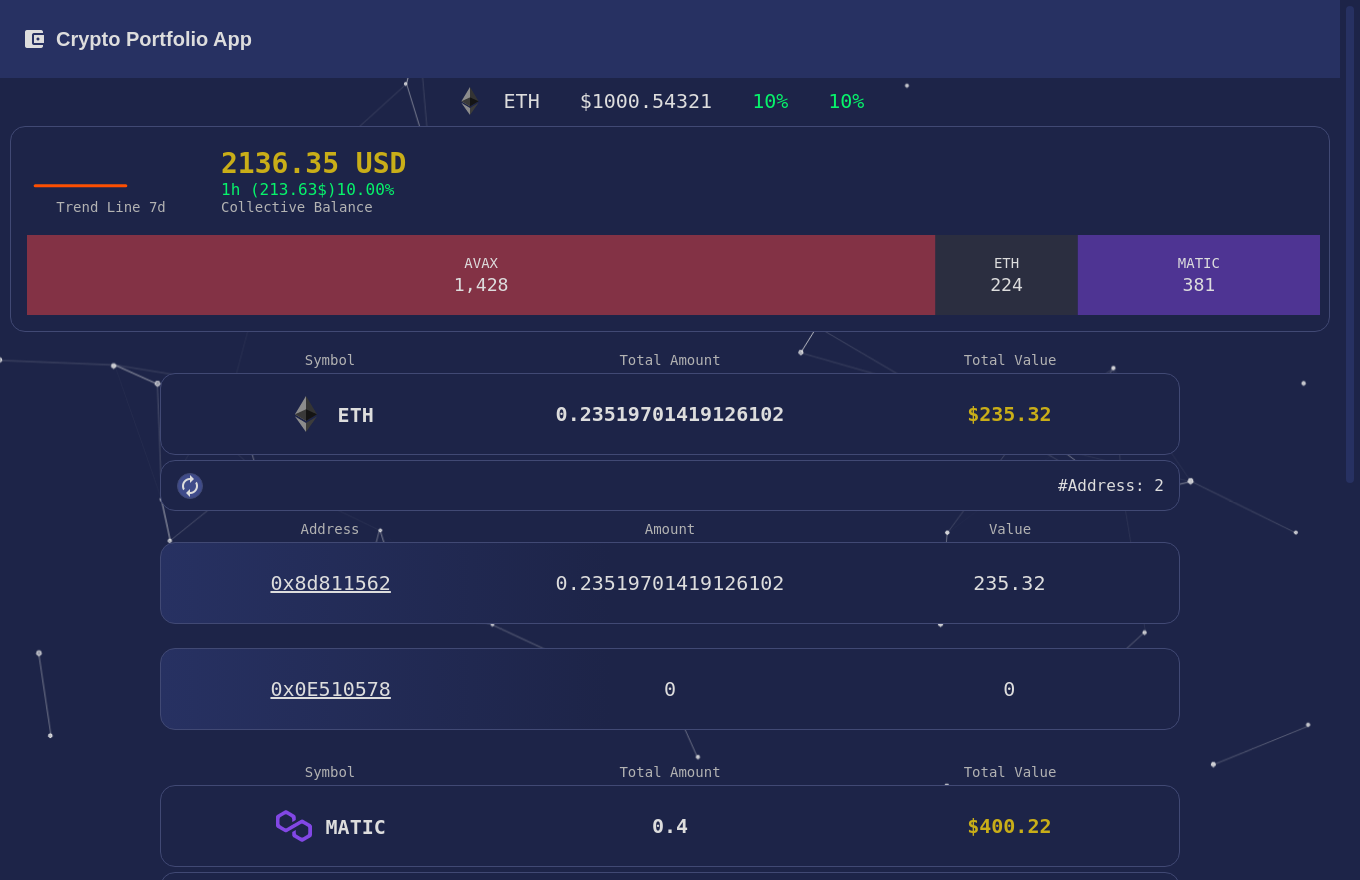 Crypto Portfolio App
ETH $1000.54321 10% 10%
2136.35 USD
1h (213.63$)10.00%
Trend Line 7d Collective Balance
AVAX ETH MATIC
1,428 224 381
Symbol Total Amount Total Value
ETH 0.23519701419126102 $235.32
#Address: 2
Address Amount Value
0x8d811562 0.23519701419126102 235.32
0x0E510578 0 0
Symbol Total Amount Total Value
MATIC 0.4 $400.22